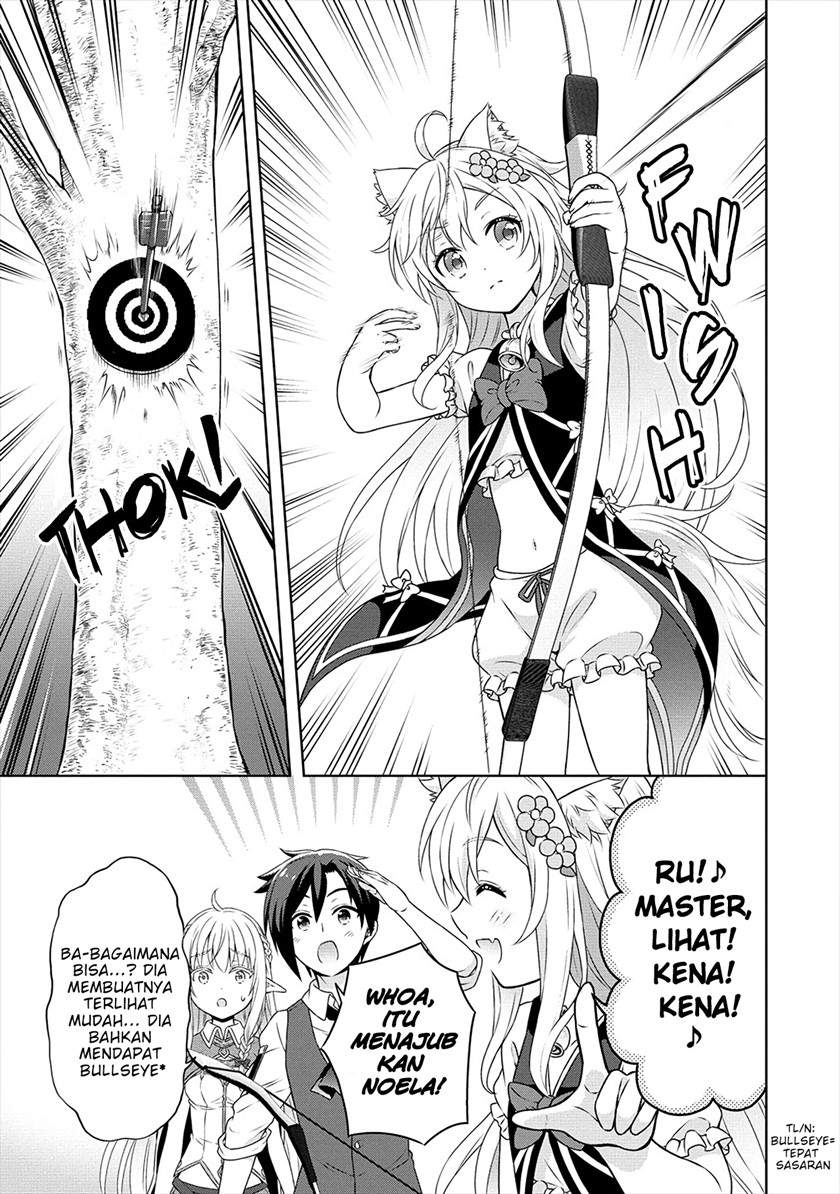 FWISH
THOK!
RU!♪
MASTER,
LIHAT!
KENA!
KENA!
♪
WHOA,
ITU
MENAJUB
KAN
NOELA!
BA-BAGAIMANA
BISA...? DIA
MEMBUATNYA
TERLIHAT
MUDAH... DIA
BAHKAN
MENDAPAT
BULLSEYE*
TL/N:
BULLSEYE=
TEPAT
SASARAN